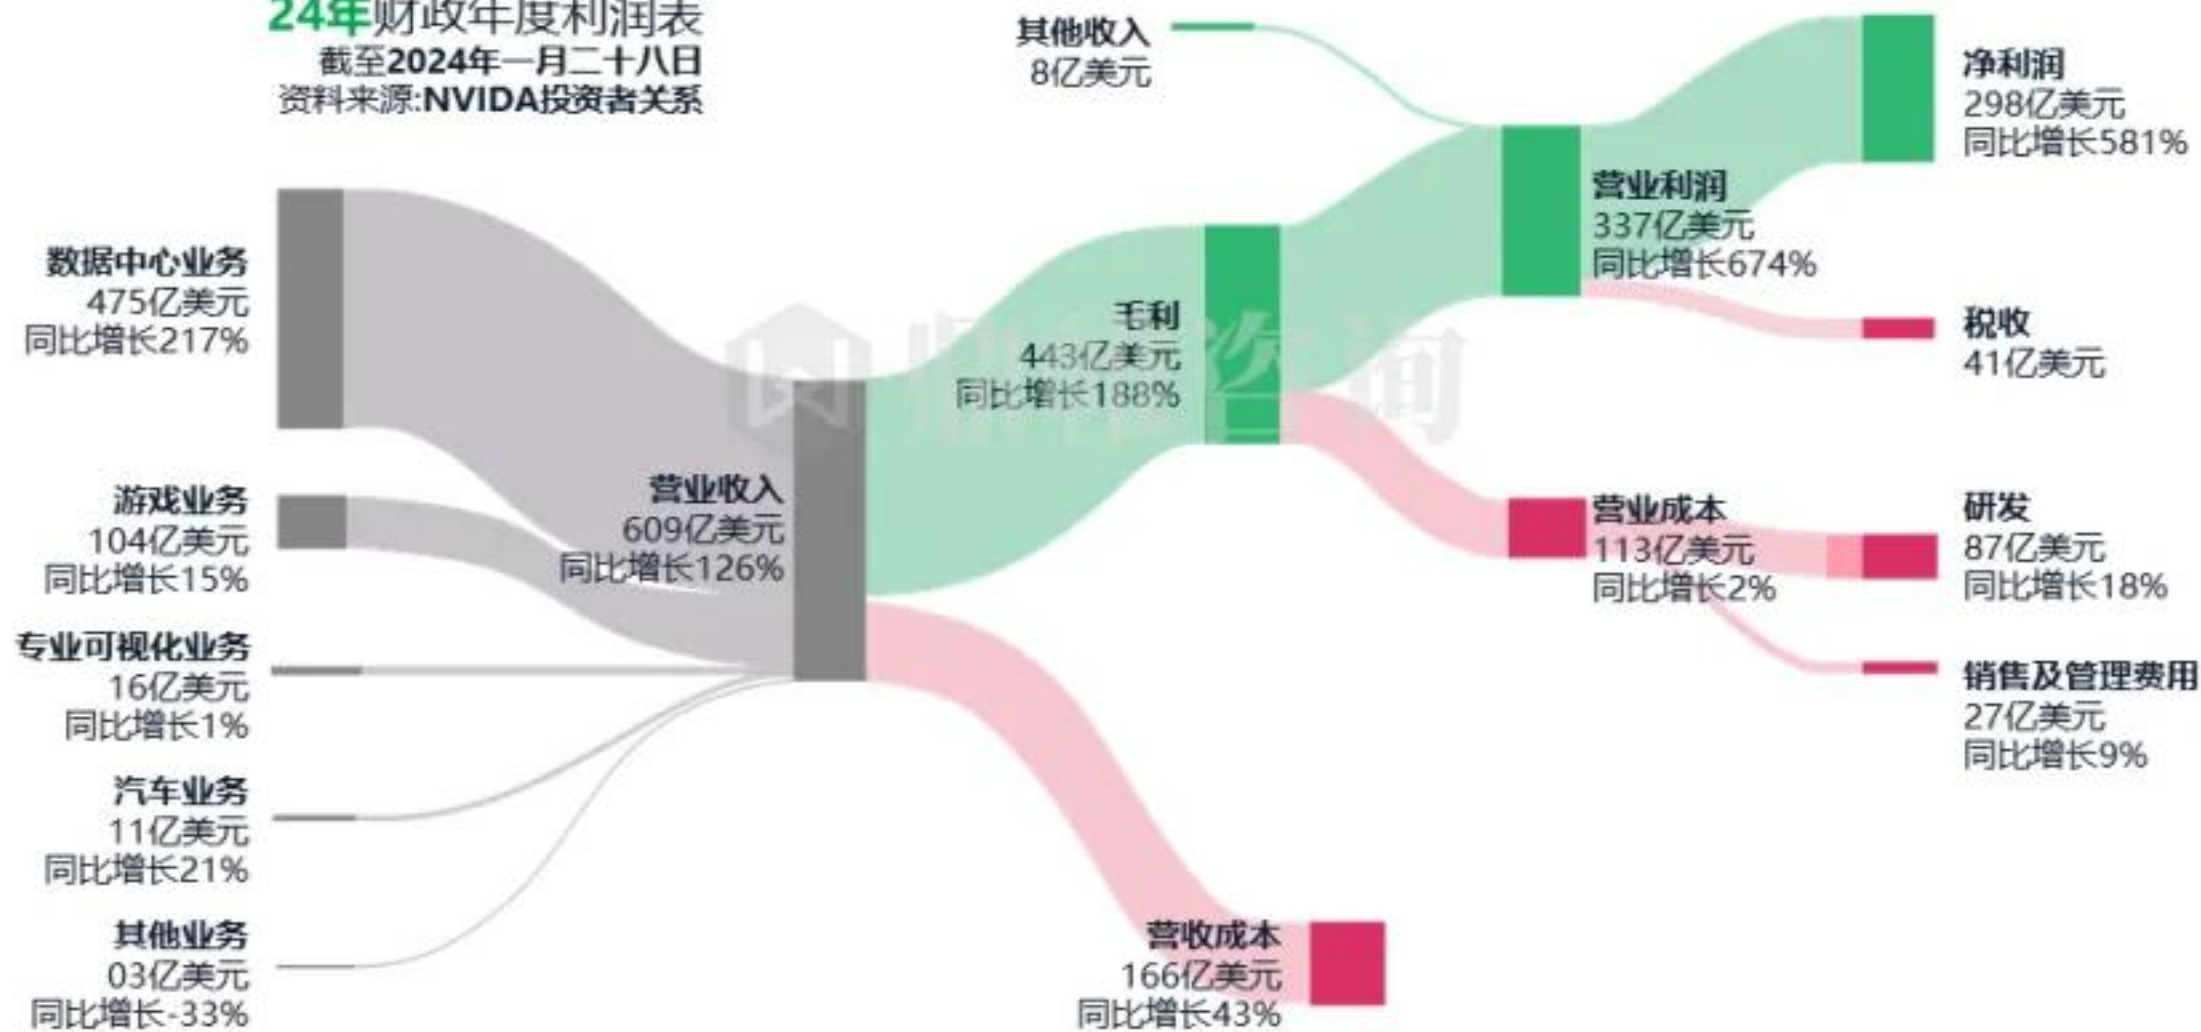 24年财政年度利润表
截至2024年一月二十八日
资料来源:NVIDA投资者关系
其他收入
8亿美元
净利润
298亿美元
同比增长581%
营业利润
337亿美元
同比增长674%
数据中心业务
475亿美元
同比增长217%
毛利
443亿美元
同比增长188%
税收
41亿美元
游戏业务
104亿美元
同比增长15%
营业收入
609亿美元
同比增长126%
营业成本
113亿美元
同比增长2%
研发
87亿美元
同比增长18%
专业可视化业务
16亿美元
同比增长1%
销售及管理费用
27亿美元
同比增长9%
汽车业务
11亿美元
同比增长21%
其他业务
03亿美元
同比增长-33%
营收成本
166亿美元
同比增长43%
咨询